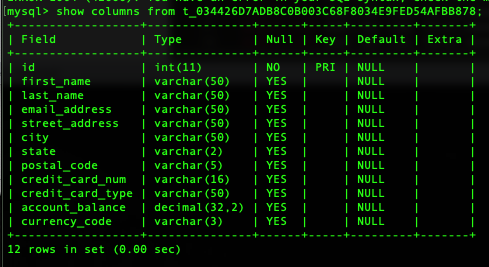 mysql> show columns from t_034426D7ADB8C0B003C68F8034E9FED54AFBB878;
+----------------+---------------+------+-----+---------+-------+
| Field | Type | Null | Key | Default | Extra |
+----------------+---------------+------+-----+---------+-------+
| id | int(11) | NO | PRI | NULL | |
| first_name | varchar(50) | YES | | NULL | |
| last_name | varchar(50) | YES | | NULL | |
| email_address | varchar(50) | YES | | NULL | |
| street_address | varchar(50) | YES | | NULL | |
| city | varchar(50) | YES | | NULL | |
| state | varchar(2) | YES | | NULL | |
| postal_code | varchar(5) | YES | | NULL | |
| credit_card_num | varchar(16) | YES | | NULL | |
| credit_card_type | varchar(50) | YES | | NULL | |
| account_balance | decimal(32,2) | YES | | NULL | |
| currency_code | varchar(3) | YES | | NULL | |
+----------------+---------------+------+-----+---------+-------+
12 rows in set (0.00 sec)